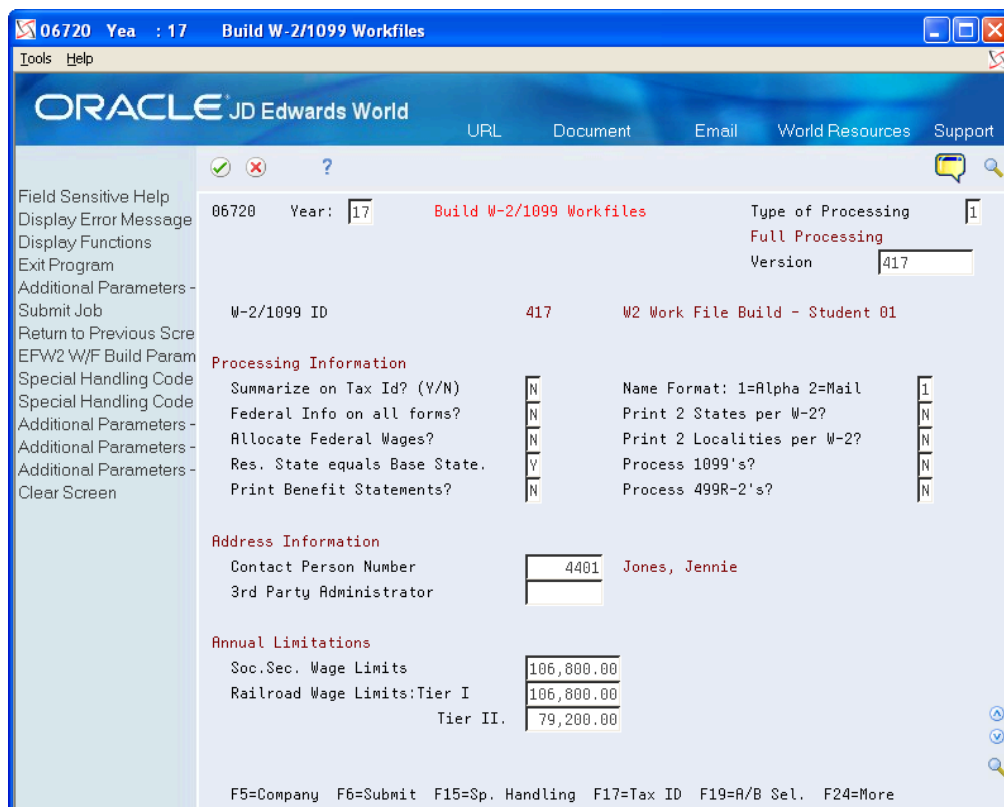 06720 Yea : 17 Build W-2/1099 Workfiles
Tools Help
ORACLE JD Edwards World
URL Document Email World Resources Support
?
Field Sensitive Help
Display Error Message
Display Functions
Exit Program
Additional Parameters -
Submit Job
Return to Previous Scre
EFW2 W/F Build Param
Special Handling Code
Special Handling Code
Additional Parameters -
Additional Parameters -
Additional Parameters -
Clear Screen
06720 Year: 17 Build W-2/1099 Workfiles Type of Processing 1
Full Processing
Version 417
W-2/1099 ID 417 W2 Work File Build - Student 01
Processing Information
Summarize on Tax Id? (Y/N) N Name Format: 1=Alpha 2=Mail 1
Federal Info on all forms? N Print 2 States per W-2? N
Allocate Federal Wages? N Print 2 Localities per W-2? N
Res. State equals Base State. Y Process 1099's? N
Print Benefit Statements? N Process 499R-2's? N
Address Information
Contact Person Number 4401 Jones, Jennie
3rd Party Administrator
Annual Limitations
Soc.Sec. Wage Limits 106,800.00
Railroad Wage Limits:Tier I 106,800.00
Tier II. 79,200.00
F5=Company F6=Submit F15=Sp. Handling F17=Tax ID F19=A/B Sel. F24=More